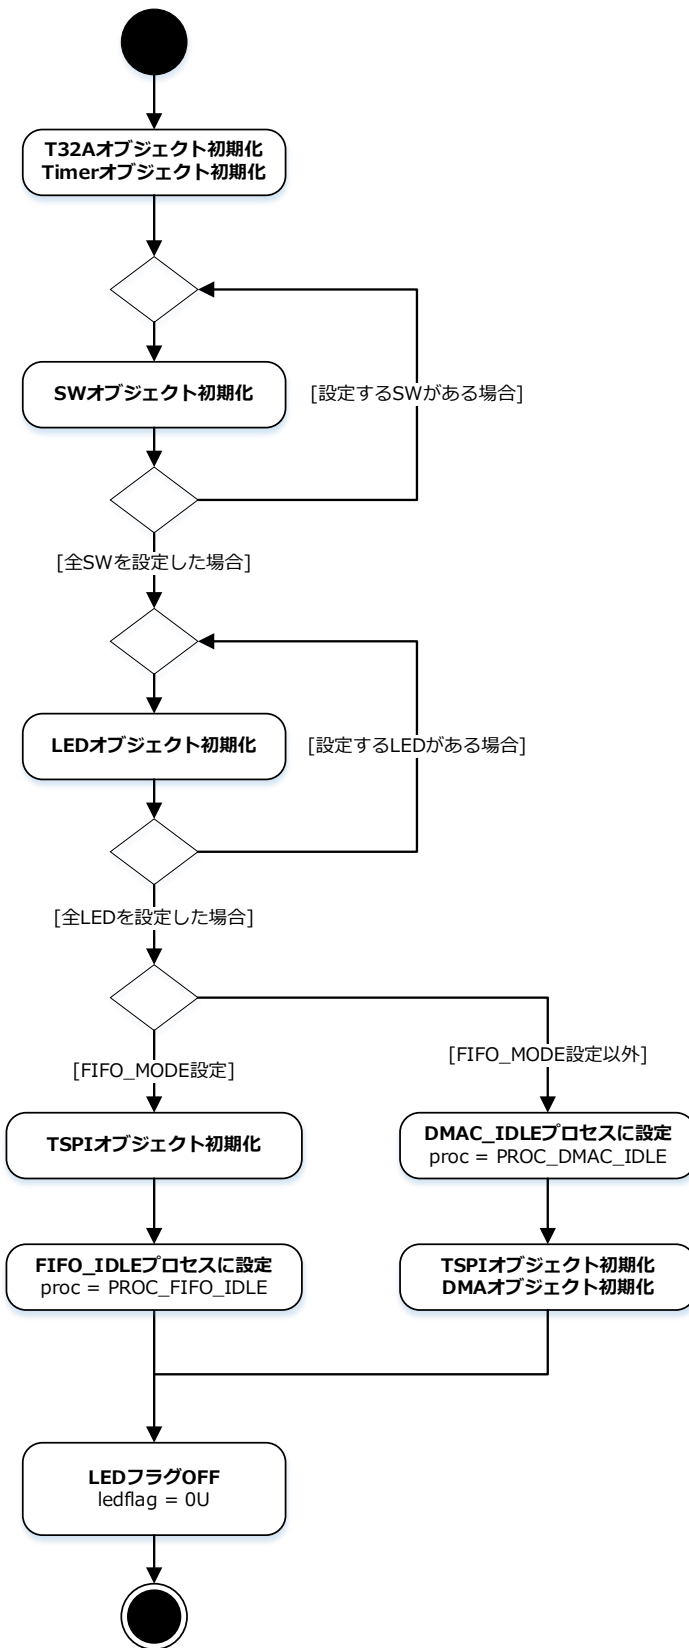 T32Aオブジェクト初期化
Timerオブジェクト初期化
SWオブジェクト初期化
[設定するSWがある場合]
[全SWを設定した場合]
LEDオブジェクト初期化
[設定するLEDがある場合]
[全LEDを設定した場合]
[FIFO_MODE設定]
[FIFO_MODE設定以外]
TSPIオブジェクト初期化
DMAC_IDLEプロセスに設定
proc = PROC_DMAC_IDLE
FIFO_IDLEプロセスに設定
proc = PROC_FIFO_IDLE
TSPIオブジェクト初期化
DMAオブジェクト初期化
LEDフラグOFF
ledflag = 0U